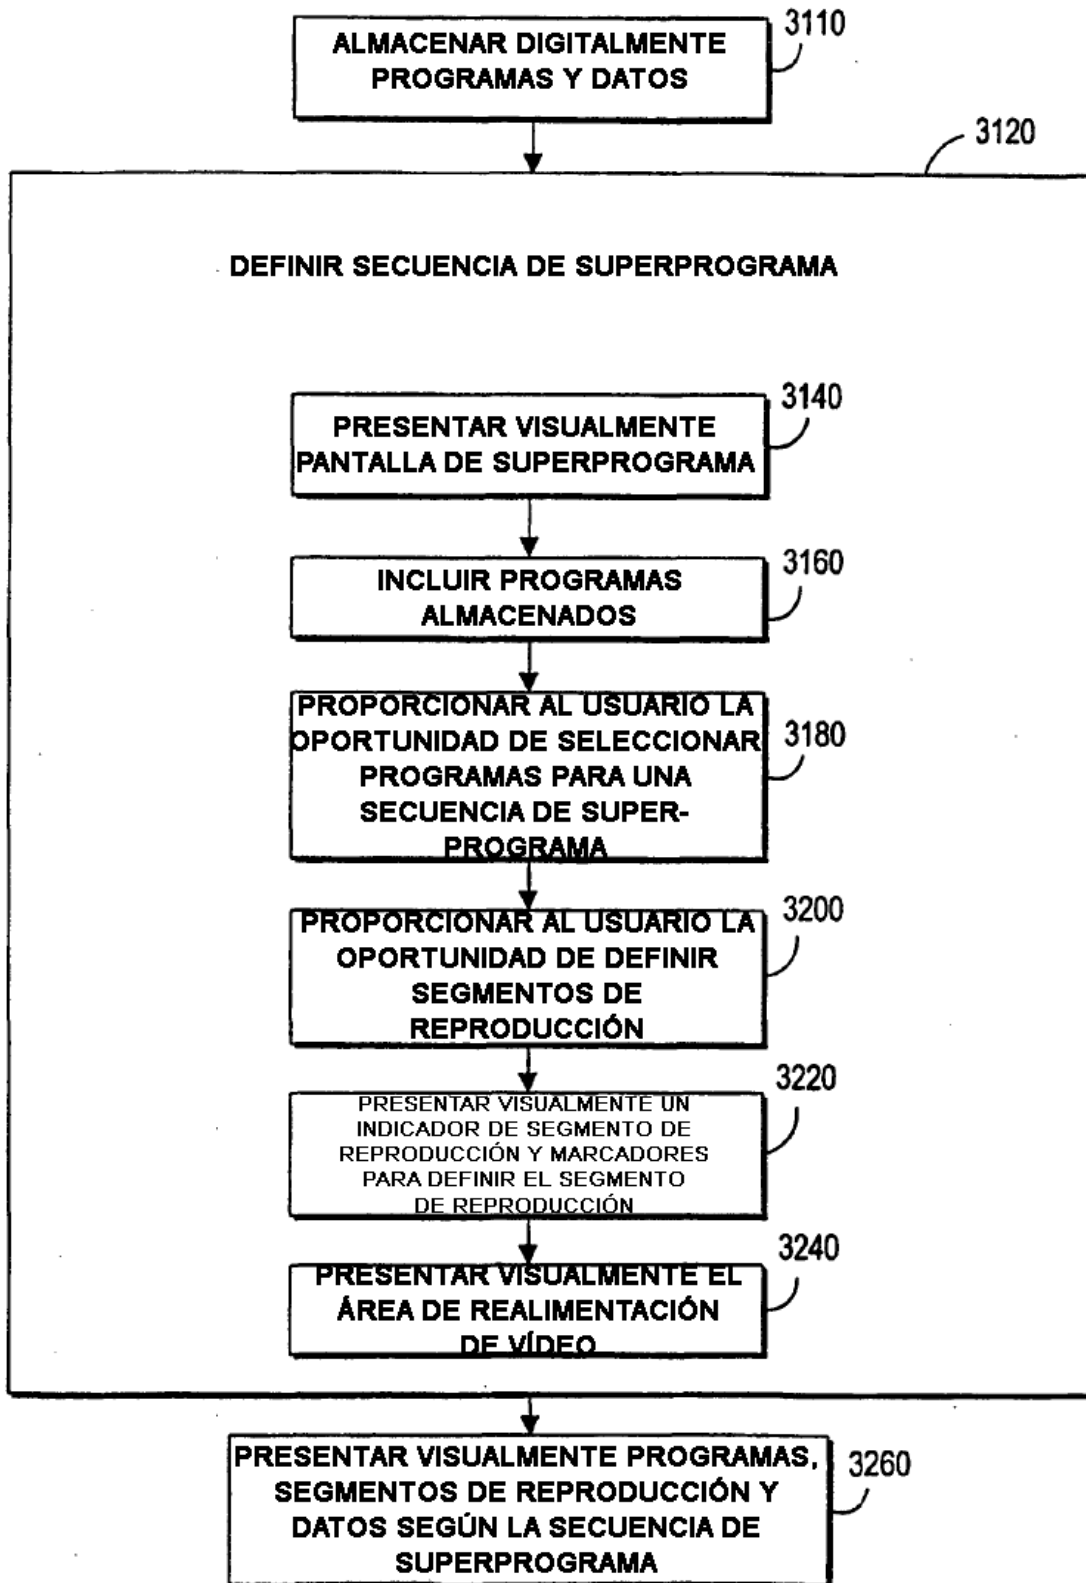 ALMACENAR DIGITALMENTE
PROGRAMAS Y DATOS
3110
3120
DEFINIR SECUENCIA DE SUPERPROGRAMA
PRESENTAR VISUALMENTE
PANTALLA DE SUPERPROGRAMA
3140
INCLUIR PROGRAMAS
ALMACENADOS
3160
PROPORCIONAR AL USUARIO LA
OPORTUNIDAD DE SELECCIONAR
PROGRAMAS PARA UNA
SECUENCIA DE SUPER-
PROGRAMA
3180
PROPORCIONAR AL USUARIO LA
OPORTUNIDAD DE DEFINIR
SEGMENTOS DE
REPRODUCCIÓN
3200
PRESENTAR VISUALMENTE UN
INDICADOR DE SEGMENTO DE
REPRODUCCIÓN Y MARCADORES
PARA DEFINIR EL SEGMENTO
DE REPRODUCCIÓN
3220
PRESENTAR VISUALMENTE EL
ÁREA DE REALIMENTACIÓN
DE VÍDEO
3240
PRESENTAR VISUALMENTE PROGRAMAS,
SEGMENTOS DE REPRODUCCIÓN Y
DATOS SEGÚN LA SECUENCIA DE
SUPERPROGRAMA
3260